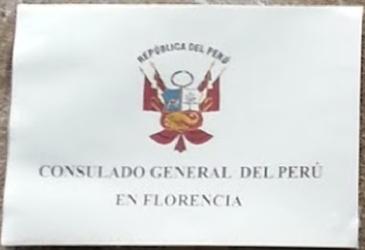 REPÚBLICA DEL PERÚ
CONSULADO GENERAL DEL PERÚ
EN FLORENCIA